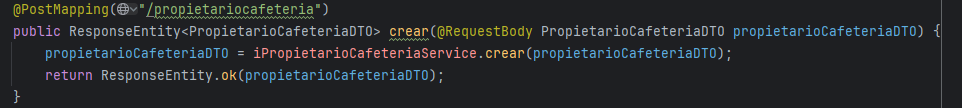 @PostMapping("/propietariocafeteria")
public ResponseEntity<PropietarioCafeteriaDTO> crear(@RequestBody PropietarioCafeteriaDTO propietarioCafeteriaDTO) {
    propietarioCafeteriaDTO = iPropietarioCafeteriaService.crear(propietarioCafeteriaDTO);
    return ResponseEntity.ok(propietarioCafeteriaDTO);
}